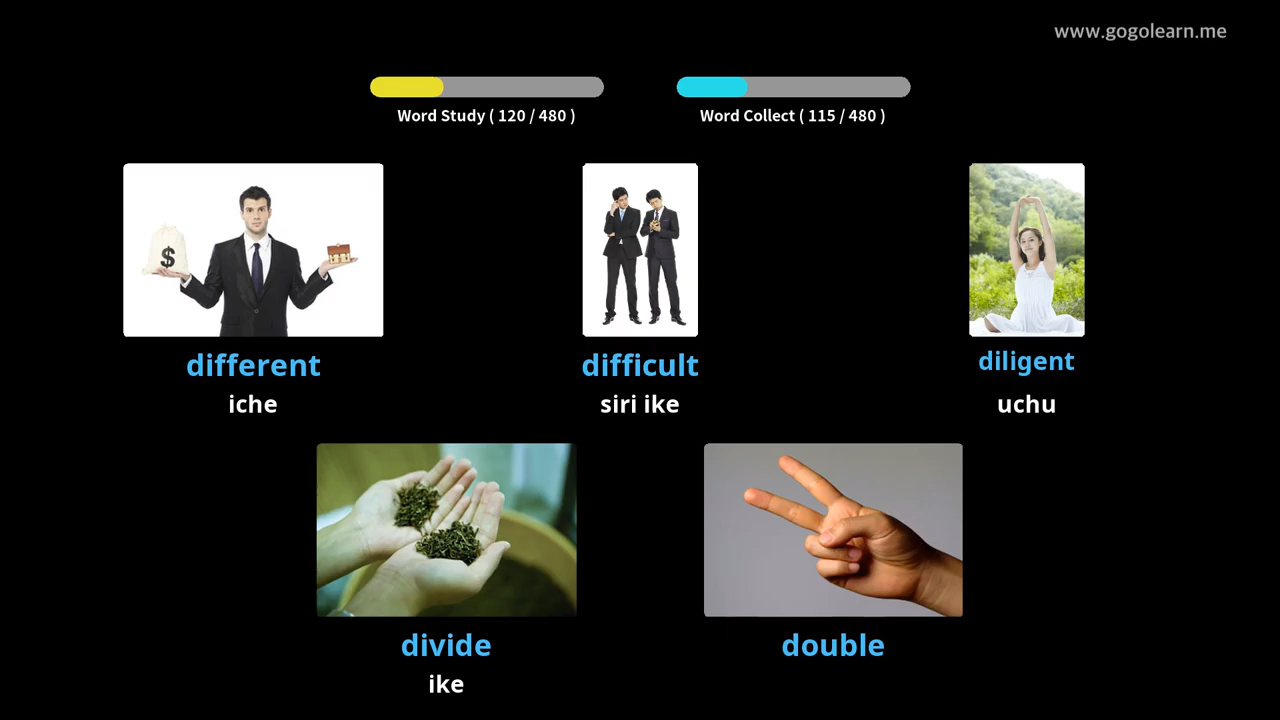 www.gogolearn.me
Word Study ( 120 / 480 )
Word Collect ( 115 / 480 )
$
different
iche
difficult
siri ike
diligent
uchu
divide
ike
double